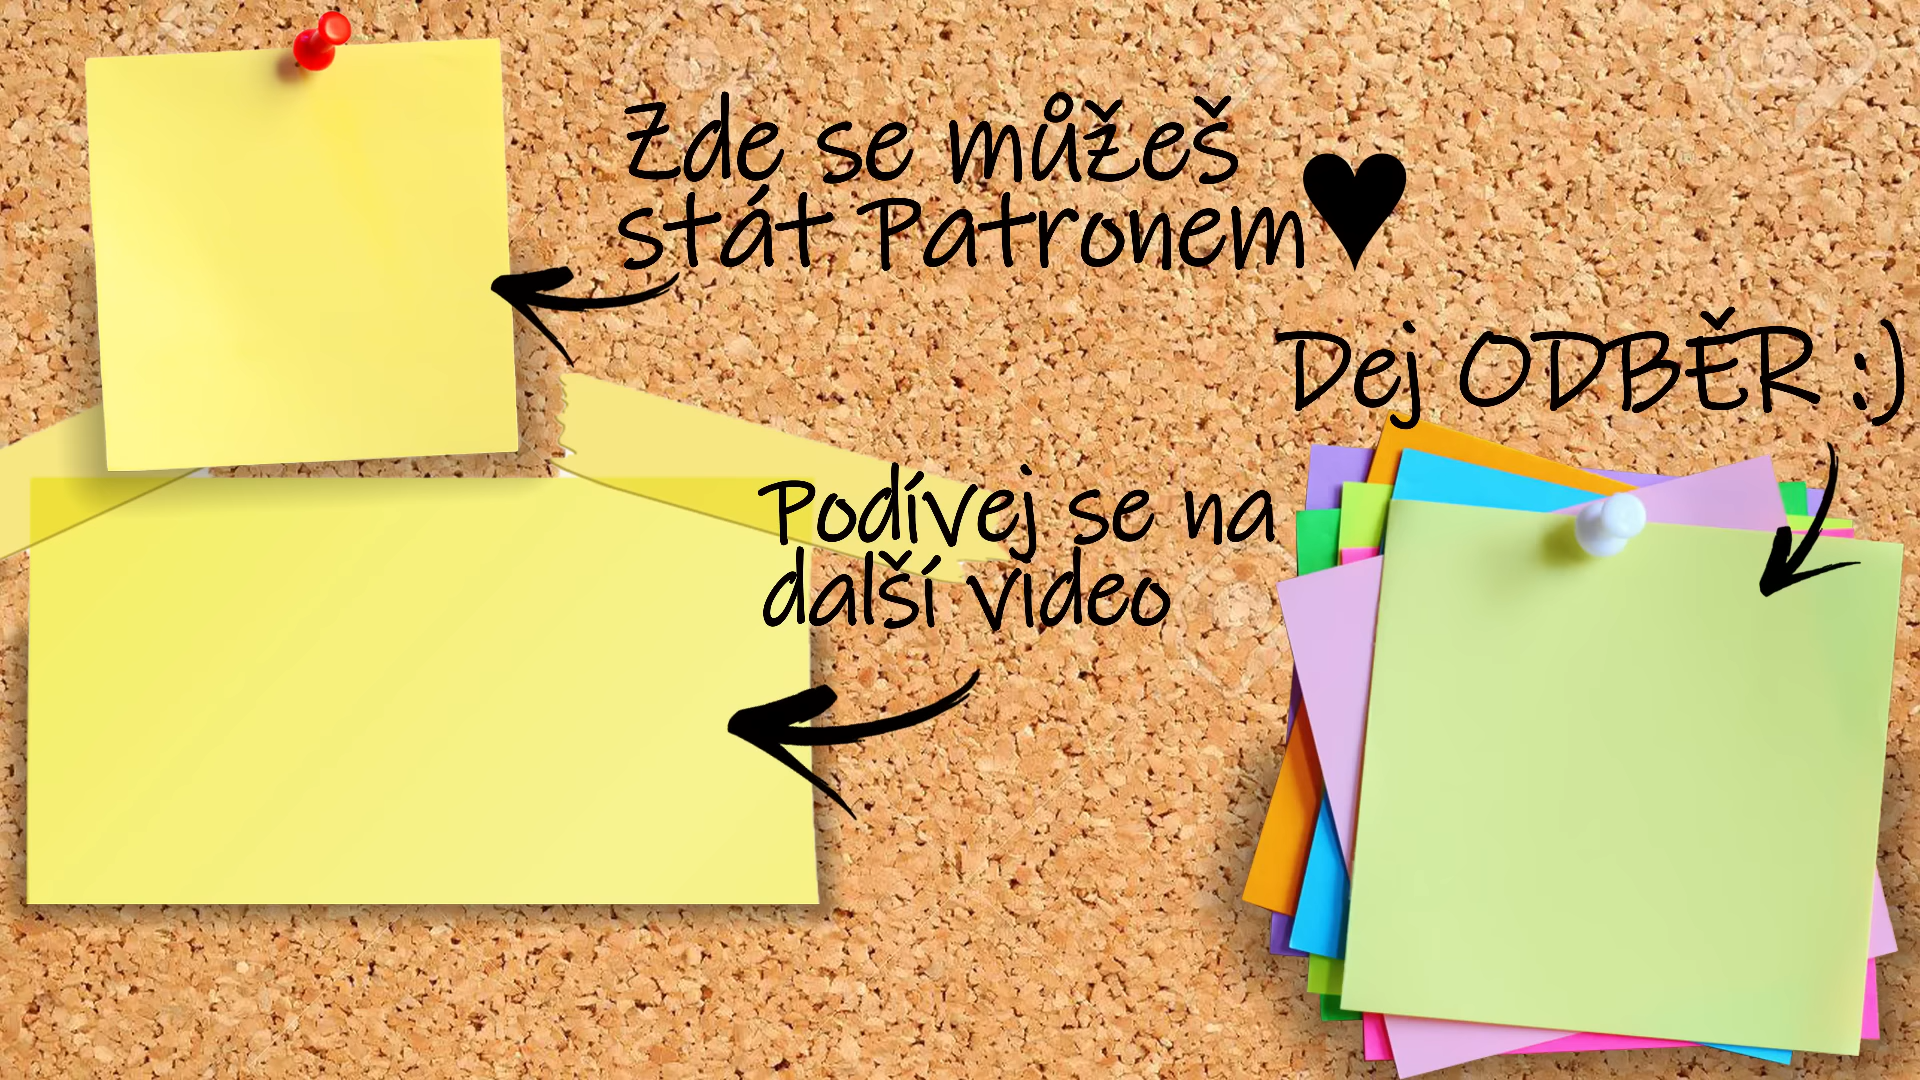 Zde se můžeš
stát Patronem♥
Dej ODBĚR :)
Podívej se na
další video